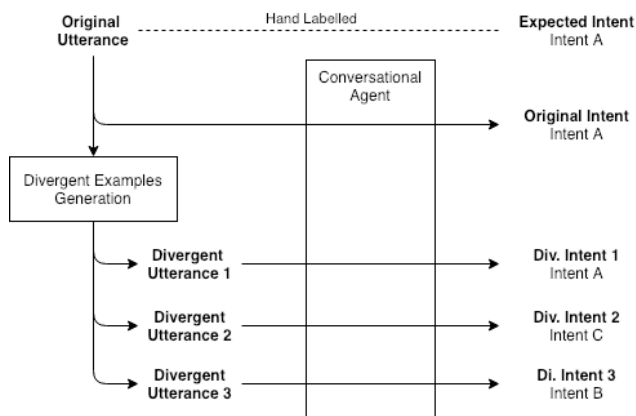 Original
Utterance
Hand Labelled
Expected Intent
Intent A
Conversational
Agent
Original Intent
Intent A
Divergent Examples
Generation
Divergent
Utterance 1
Div. Intent 1
Intent A
Divergent
Utterance 2
Div. Intent 2
Intent C
Divergent
Utterance 3
Di. Intent 3
Intent B